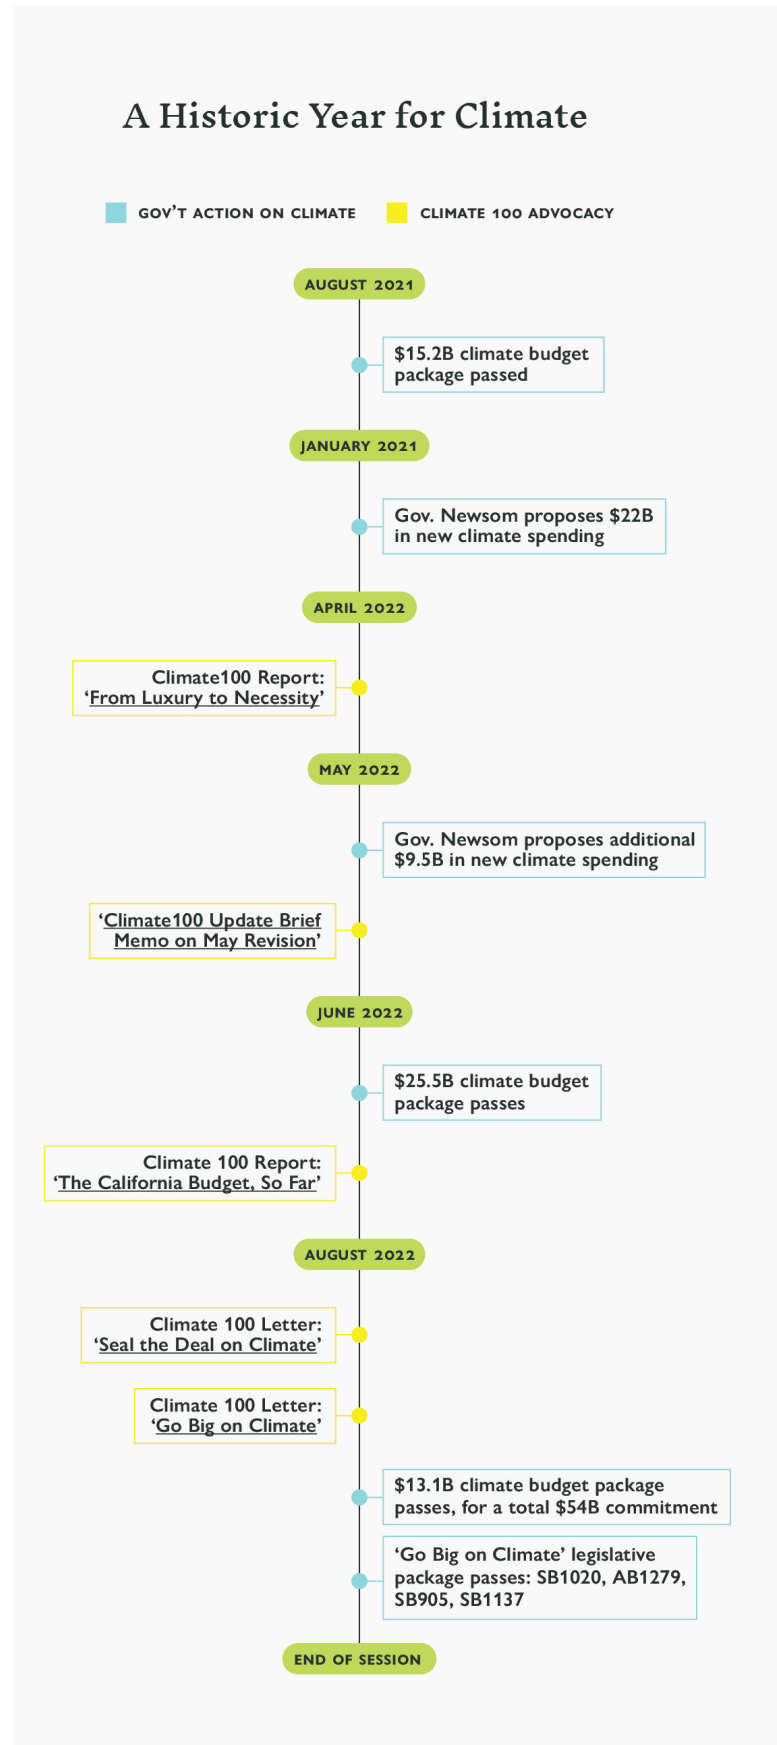 A Historic Year for Climate
GOV’T ACTION ON CLIMATE
CLIMATE 100 ADVOCACY
AUGUST 2021
$15.2B climate budget
package passed
JANUARY 2021
Gov. Newsom proposes $22B
in new climate spending
APRIL 2022
Climate100 Report:
‘From Luxury to Necessity’
MAY 2022
Gov. Newsom proposes additional
$9.5B in new climate spending
‘Climate100 Update Brief
Memo on May Revision’
JUNE 2022
$25.5B climate budget
package passes
Climate 100 Report:
‘The California Budget, So Far’
AUGUST 2022
Climate 100 Letter:
‘Seal the Deal on Climate’
Climate 100 Letter:
‘Go Big on Climate’
$13.1B climate budget package
passes, for a total $54B commitment
‘Go Big on Climate’ legislative
package passes: SB1020, AB1279,
SB905, SB1137
END OF SESSION